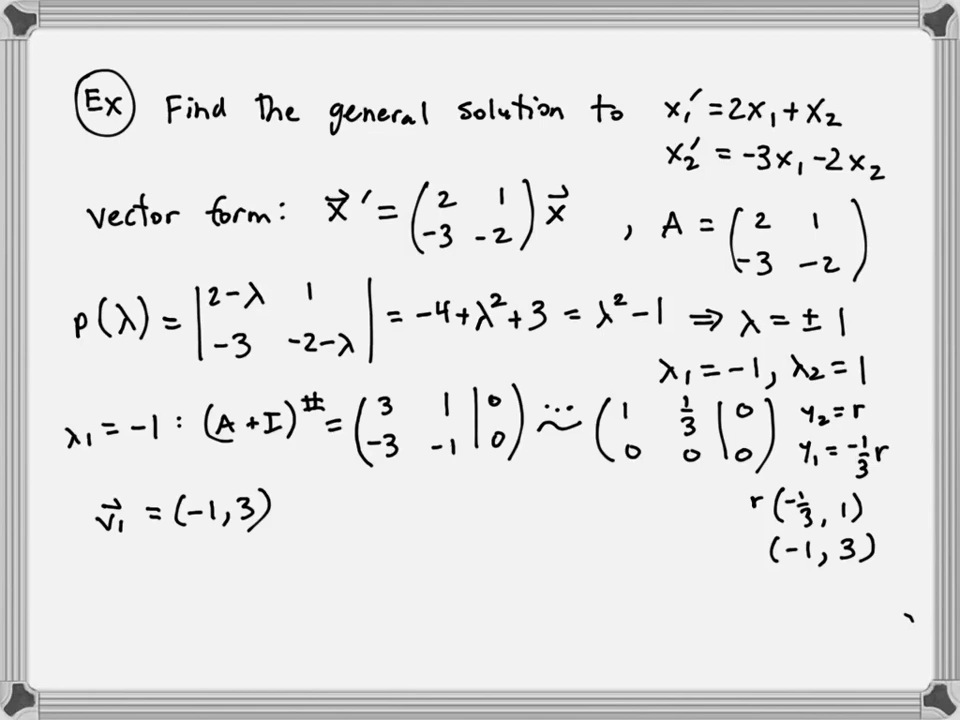 Ex Find the general solution to x₁' = 2x₁ + x₂
x₂' = -3x₁ - 2x₂
vector form: x⃗' = (2 1; -3 -2) x⃗ , A = (2 1; -3 -2)
p(λ) = |2-λ 1; -3 -2-λ| = -4 + λ² + 3 = λ² - 1 ⇒ λ = ± 1
λ₁ = -1, λ₂ = 1
λ₁ = -1 : (A + I)^# = (3 1 | 0; -3 -1 | 0) ~ ... (1 1/3 | 0; 0 0 | 0) y₂ = r
y₁ = -1/3 r
v⃗₁ = (-1, 3)
r(-1/3, 1)
(-1, 3)